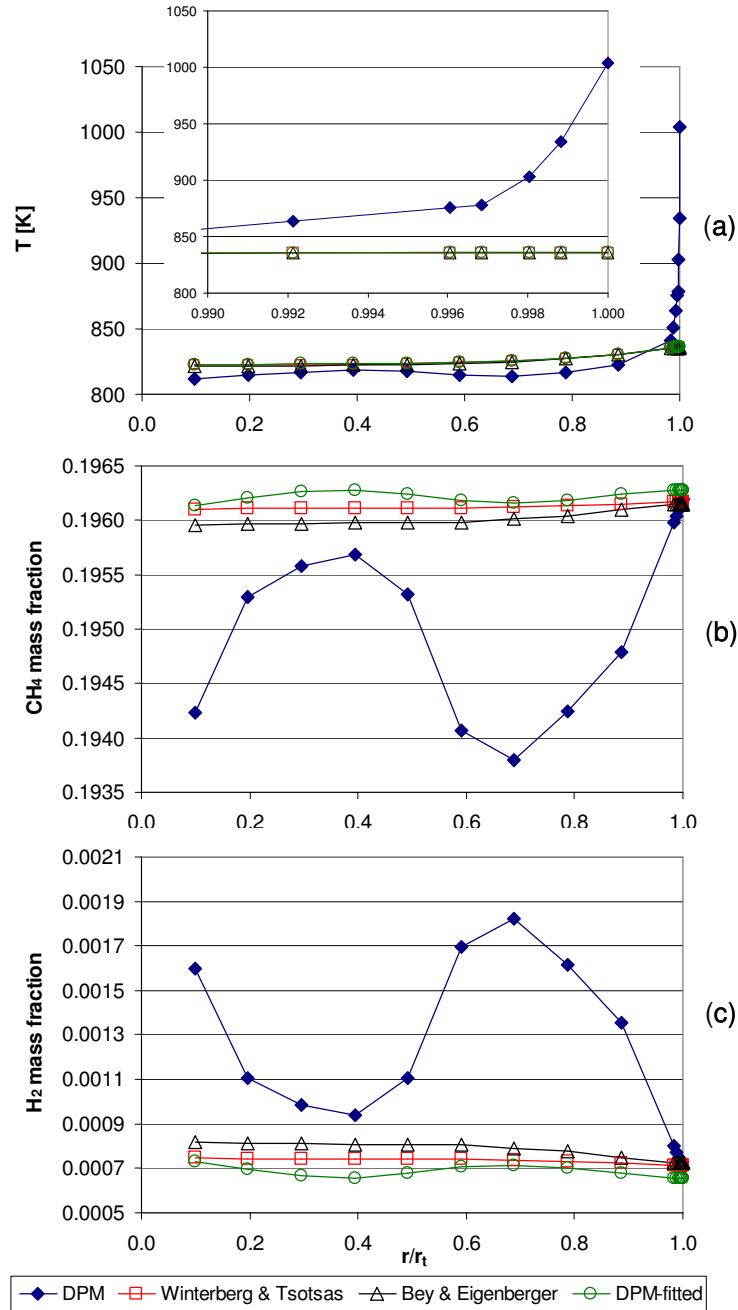 1050
1000
950
900
850
800
0.990 0.992 0.994 0.996 0.998 1.000
1050
1000
950
900
850
800
T [K]
0.0 0.2 0.4 0.6 0.8 1.0
(a)
0.1965
0.1960
0.1955
0.1950
0.1945
0.1940
0.1935
CH4 mass fraction
0.0 0.2 0.4 0.6 0.8 1.0
(b)
0.0021
0.0019
0.0017
0.0015
0.0013
0.0011
0.0009
0.0007
0.0005
H2 mass fraction
0.0 0.2 0.4 0.6 0.8 1.0
r/rt
(c)
DPM Winterberg & Tsotsas Bey & Eigenberger DPM-fitted